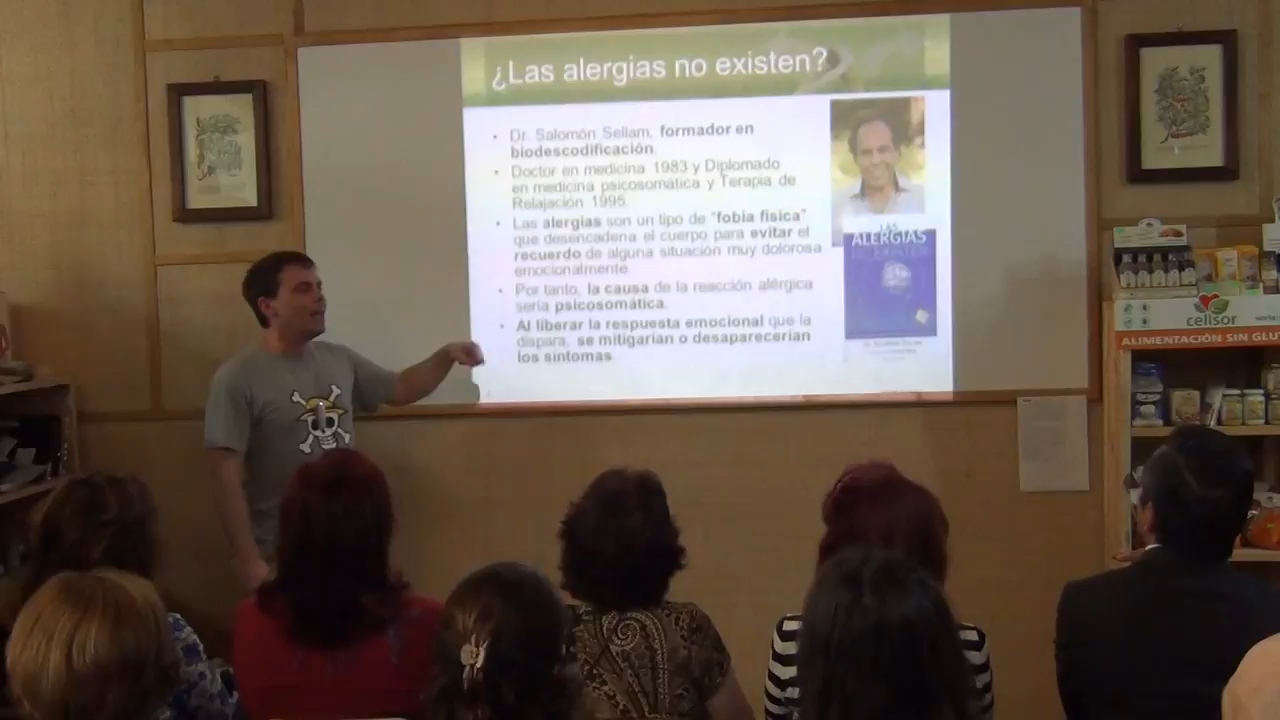 ¿Las alergias no existen?
• Dr. Salomón Sellam, formador en
biodescodificación.
• Doctor en medicina 1983 y Diplomado
en medicina psicosomática y Terapia de
Relajación 1995.
• Las alergias son un tipo de "fobia física"
que desencadena el cuerpo para evitar el
recuerdo de alguna situación muy dolorosa
emocionalmente.
• Por tanto, la causa de la reacción alérgica
sería psicosomática.
• Al liberar la respuesta emocional que la
dispara, se mitigarían o desaparecerían
los síntomas.
LAS
ALERGIAS
celisor
ALIMENTACIÓN SIN GLU